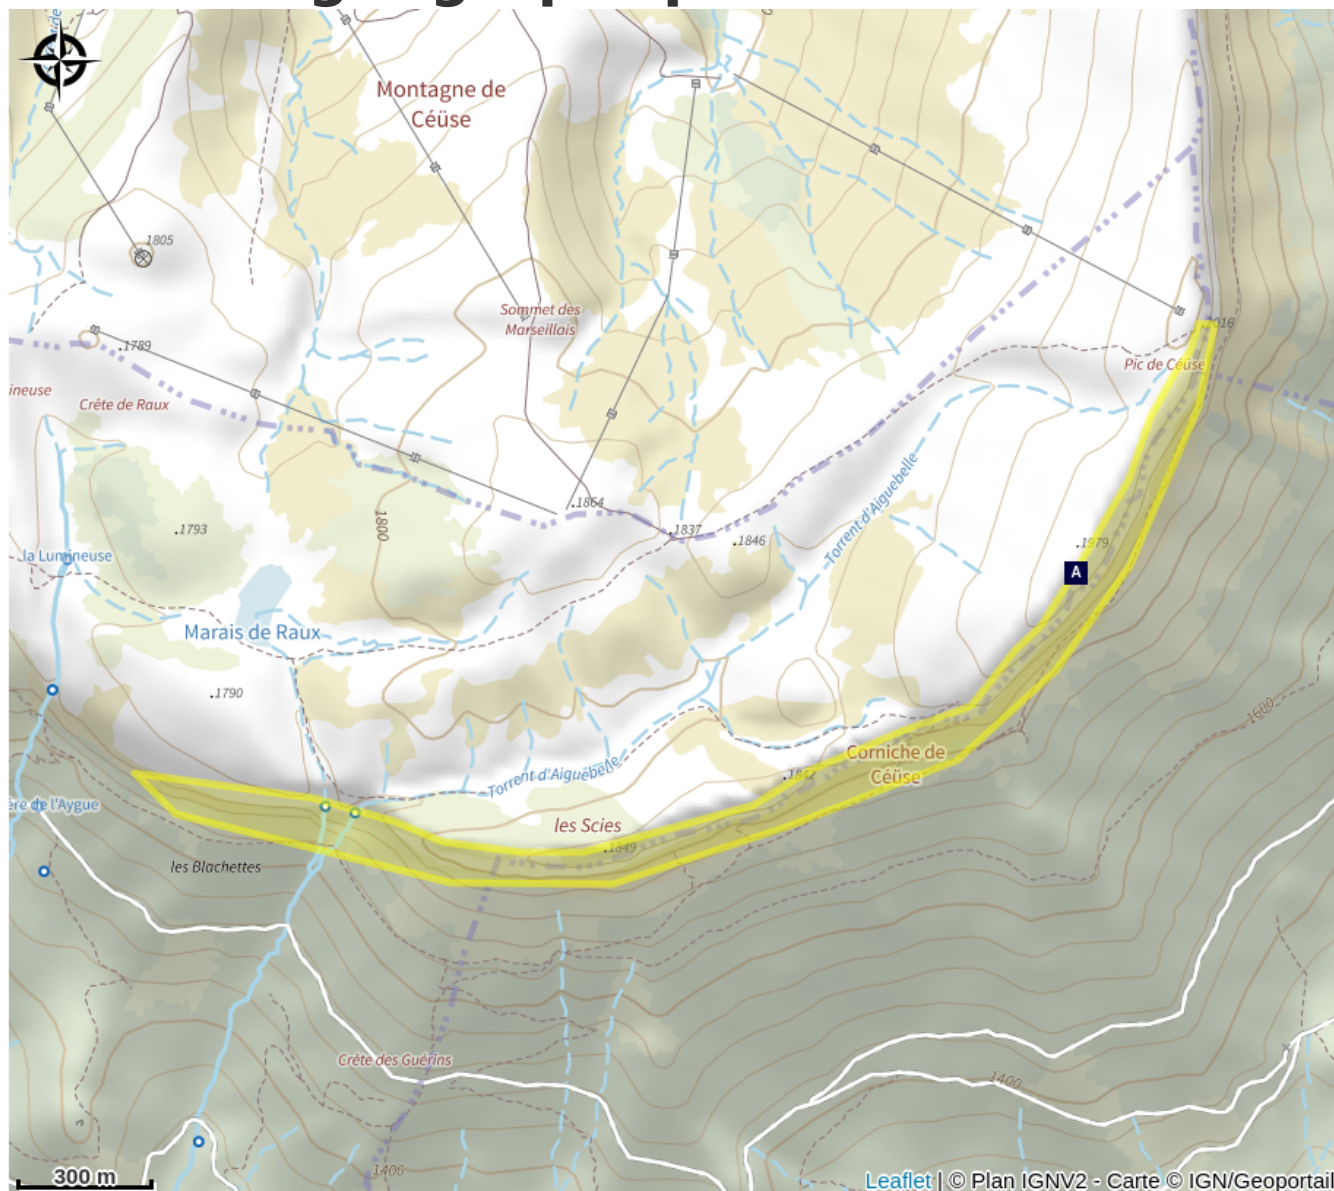 Montagne de
Céüse
1805
Sommet des
Marseillais
2016
.1789
Pic de Céüse
ineuse
Crête de Raux
.1864
1800
.1793
.1837
.1846
.1979
la Lumineuse
Torrent d'Aiguebelle
A
Marais de Raux
.1790
1600
Corniche de
Céüse
.1842
Torrent d'Aiguebelle
ère de l'Aygue
les Scies
.1849
les Blachettes
Crête des Guérins
1400
1400
300 m
Leaflet | © Plan IGNV2 - Carte © IGN/Geoportail